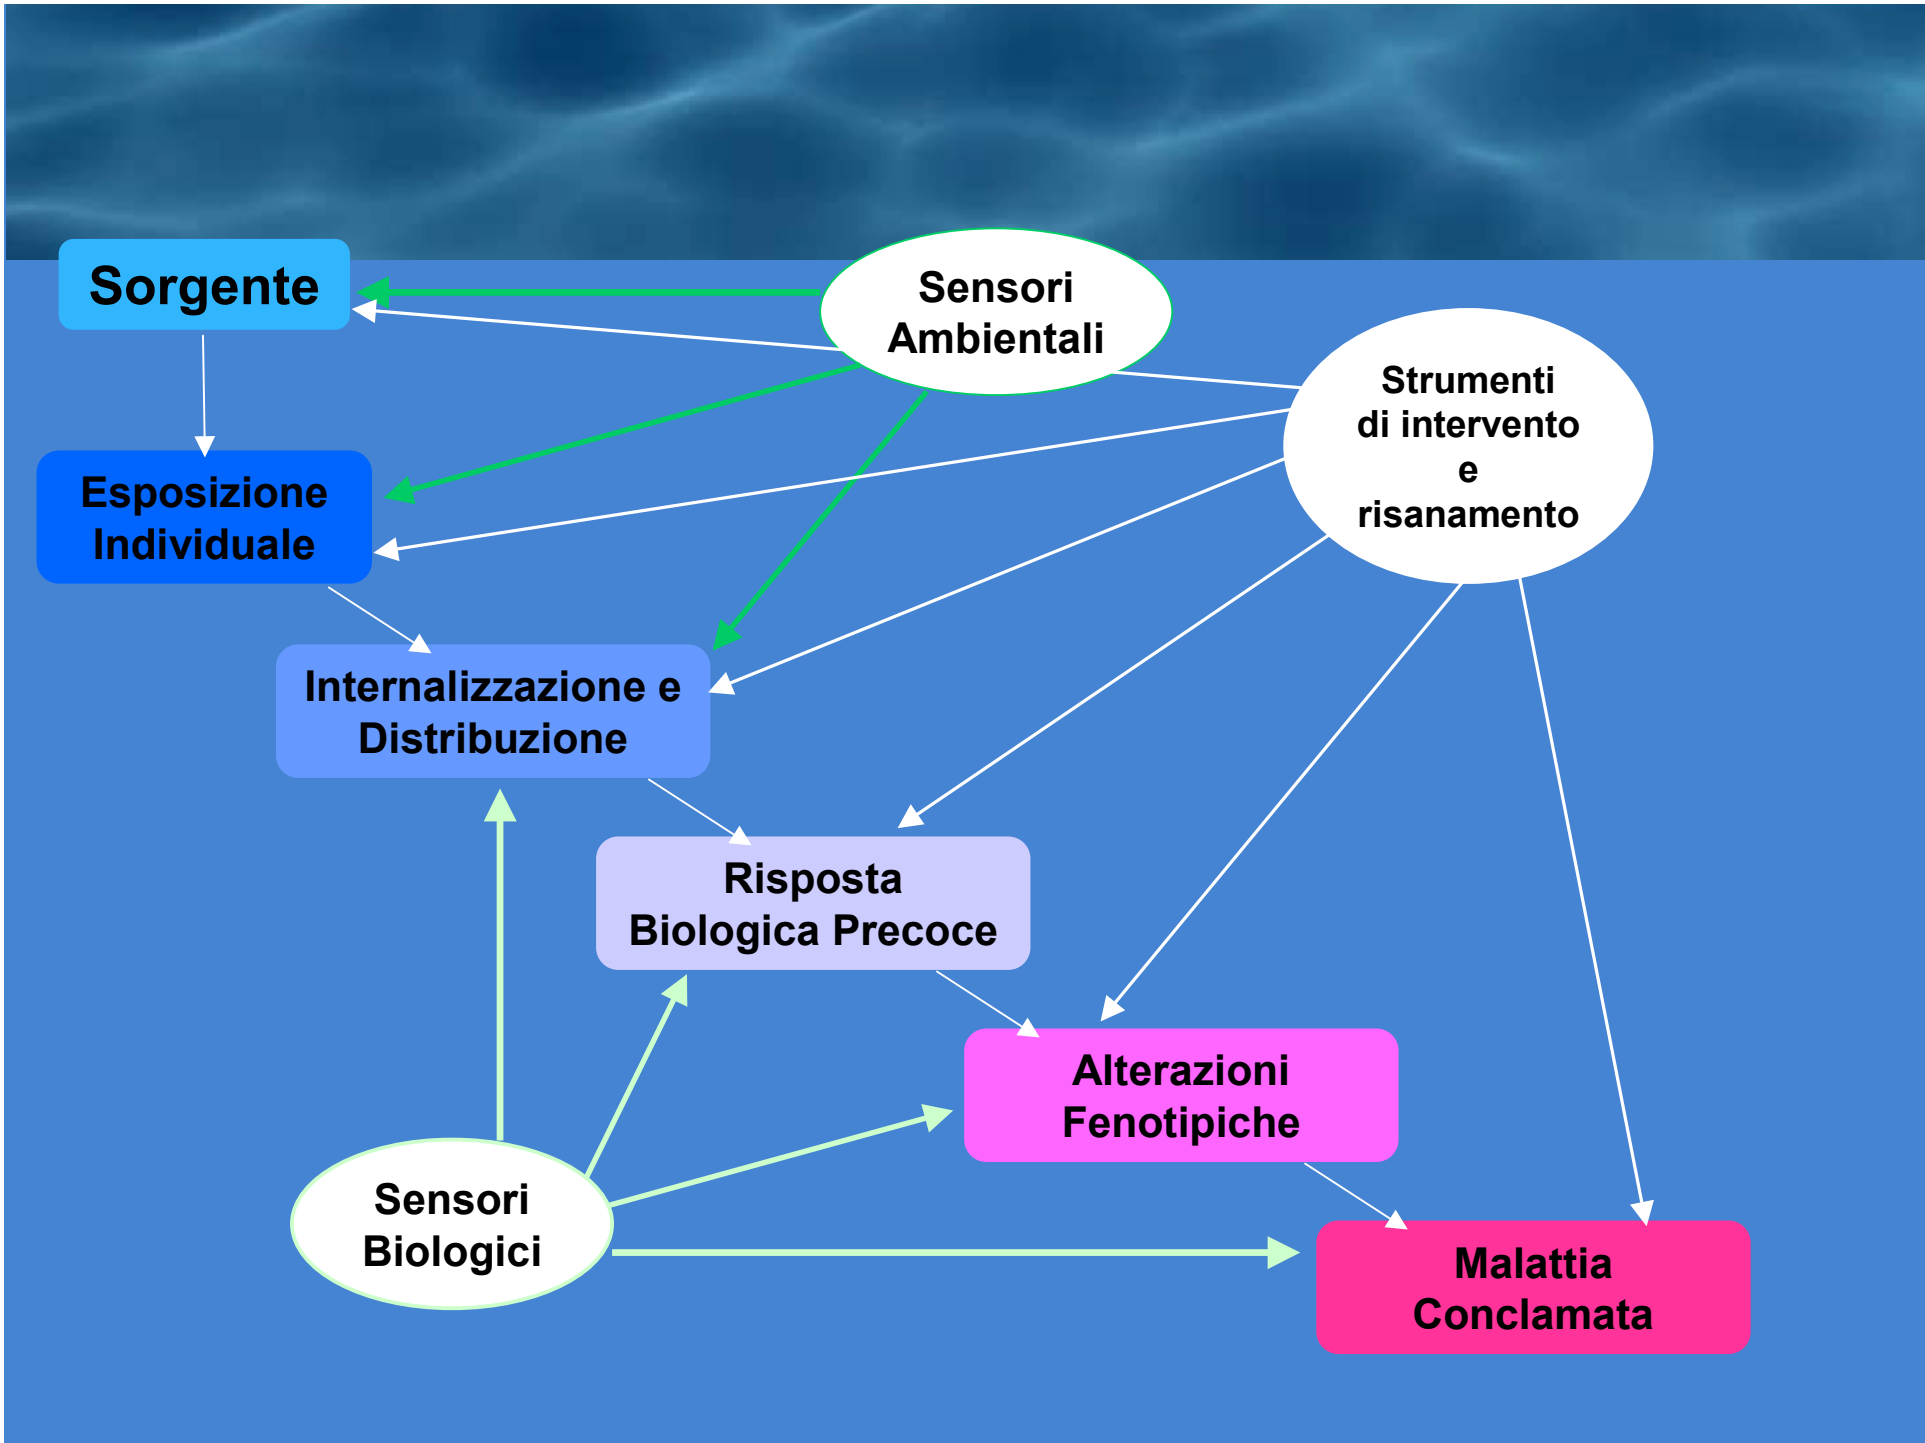 Sorgente
Sensori
Ambientali
Strumenti
di intervento
e
risanamento
Esposizione
Individuale
Internalizzazione e
Distribuzione
Risposta
Biologica Precoce
Alterazioni
Fenotipiche
Sensori
Biologici
Malattia
Conclamata